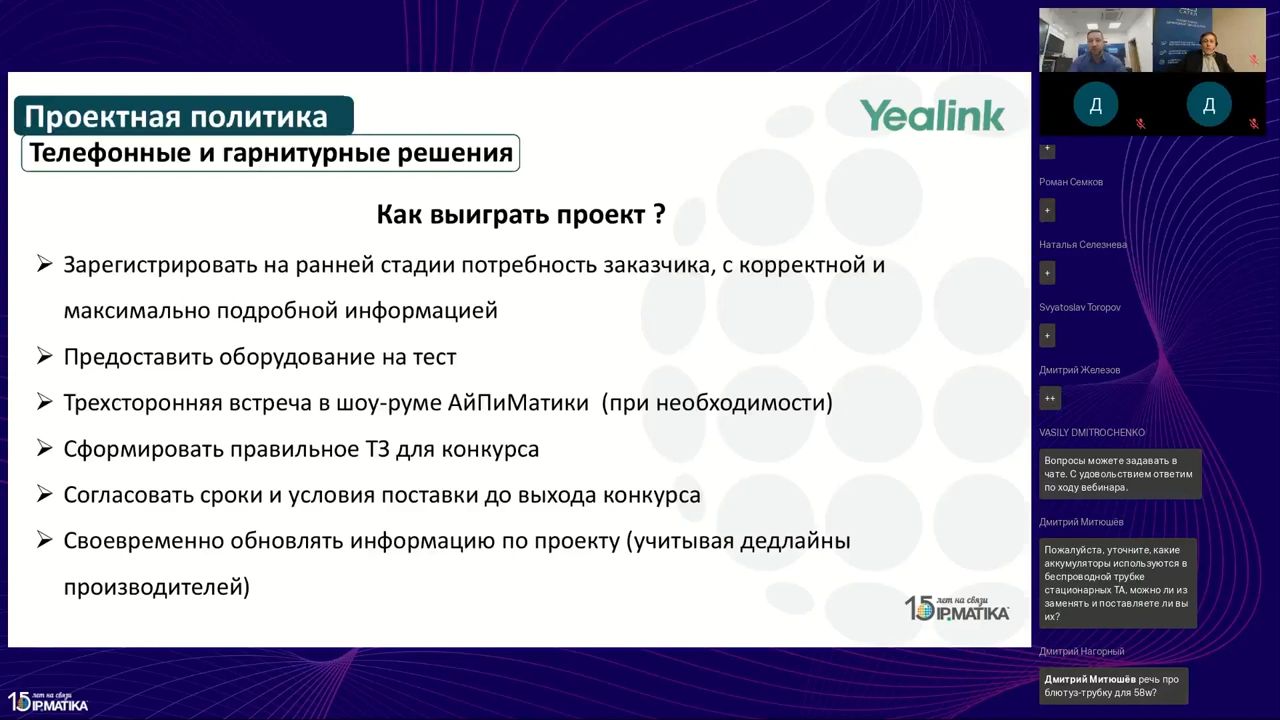 Проектная политика
Телефонные и гарнитурные решения
Yealink
Как выиграть проект ?
Зарегистрировать на ранней стадии потребность заказчика, с корректной и
максимально подробной информацией
Предоставить оборудование на тест
Трехсторонняя встреча в шоу-руме АйПиМатики (при необходимости)
Сформировать правильное ТЗ для конкурса
Согласовать сроки и условия поставки до выхода конкурса
Своевременно обновлять информацию по проекту (учитывая дедлайны
производителей)
15 лет на связи
IPMATIKA
15 лет на связи
IPMATIKA
САТЕЛ
Д
Д
+
Роман Семков
+
Наталья Селезнева
+
Svyatoslav Toropov
+
Дмитрий Железов
++
VASILY DMITROCHENKO
Вопросы можете задавать в
чате. С удовольствием ответим
по ходу вебинара.
Дмитрий Митюшёв
Пожалуйста, уточните, какие
аккумуляторы используются в
беспроводной трубке
стационарных ТА, можно ли из
заменять и поставляете ли вы
их?
Дмитрий Нагорный
Дмитрий Митюшёв речь про
блютуз-трубку для 58w?